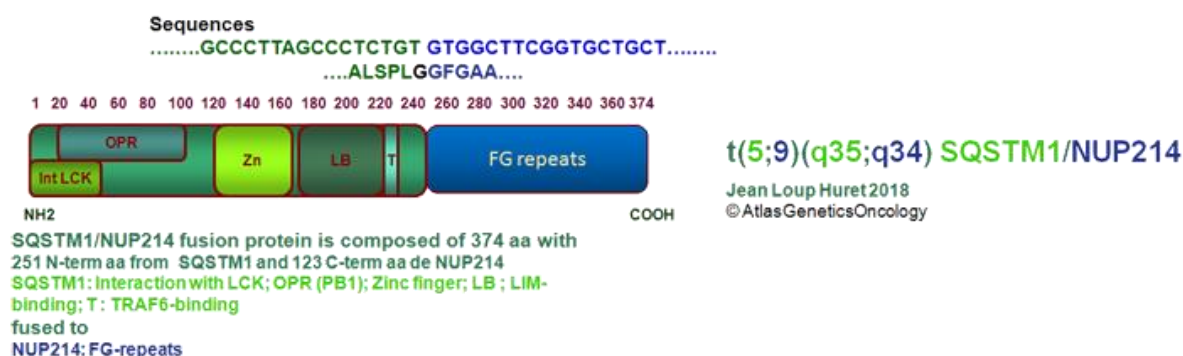 Sequences
........GCCCTTAGCCCTCTGT GTGGCTTCGGTGCTGCT........
....ALSPLGGFGAA....
1 20 40 60 80 100 120 140 160 180 200 220 240 260 280 300 320 340 360 374
OPR
Zn
LB
T
FG repeats
Int LCK
NH2
COOH
t(5;9)(q35;q34) SQSTM1/NUP214
Jean Loup Huret 2018
© AtlasGeneticsOncology
SQSTM1/NUP214 fusion protein is composed of 374 aa with
251 N-term aa from SQSTM1 and 123 C-term aa de NUP214
SQSTM1: Interaction with LCK; OPR (PB1); Zinc finger; LB ; LIM-
binding; T : TRAF6-binding
fused to
NUP214: FG-repeats